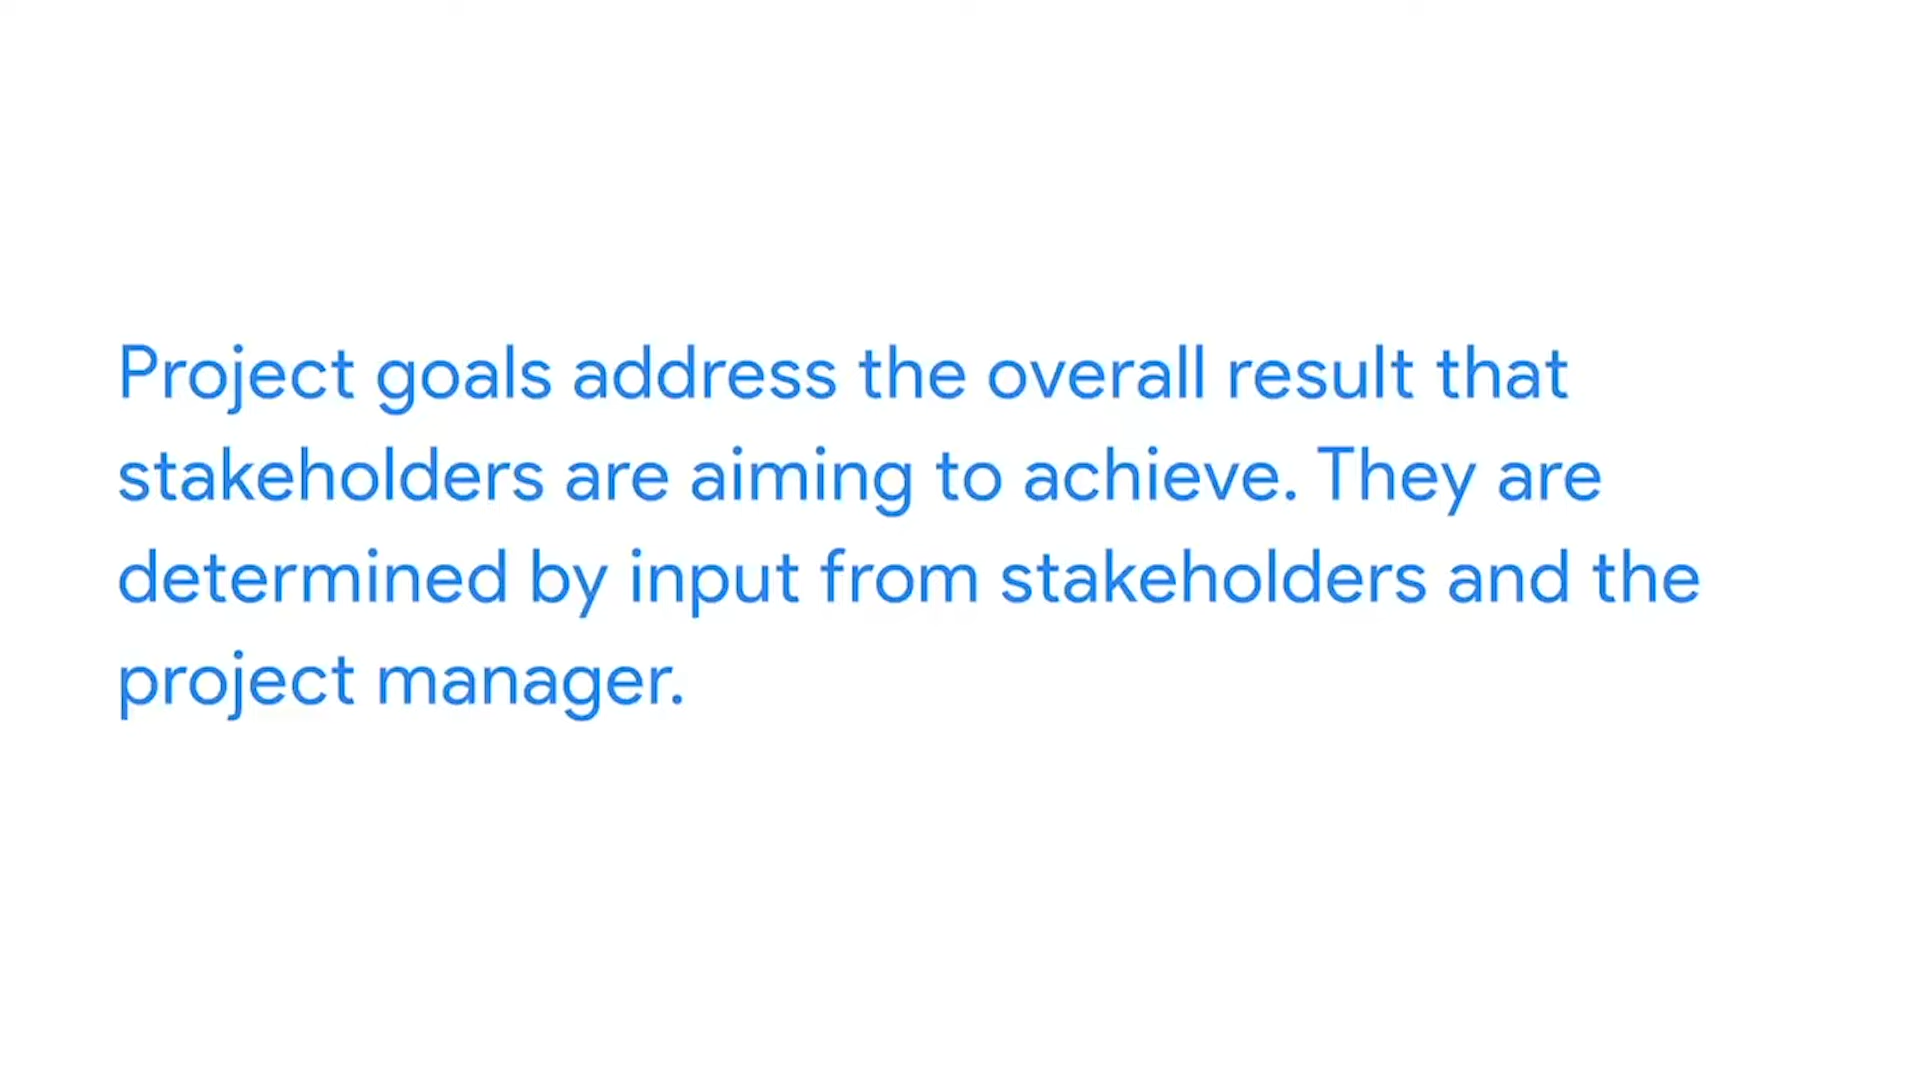 Project goals address the overall result that
stakeholders are aiming to achieve. They are
determined by input from stakeholders and the
project manager.